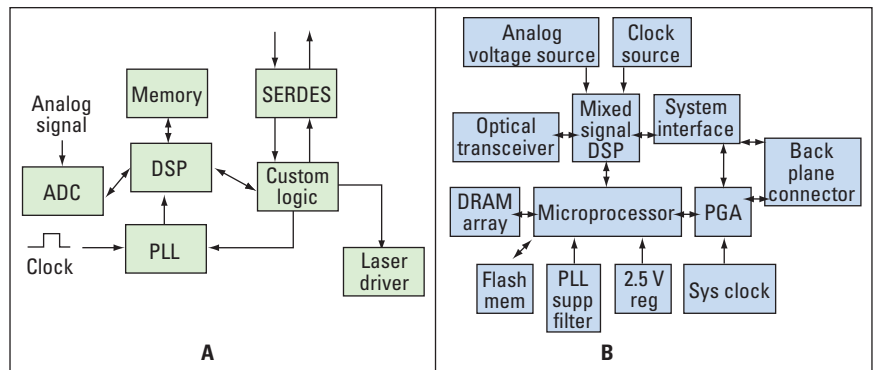 Analog
signal
Memory
SERDES
ADC
DSP
Custom
logic
Clock
PLL
Laser
driver
A
Analog
voltage source
Clock
source
Optical
transceiver
Mixed
signal
DSP
System
interface
Back
plane
connector
DRAM
array
Microprocessor
PGA
Flash
mem
PLL
supp
filter
2.5 V
reg
Sys clock
B